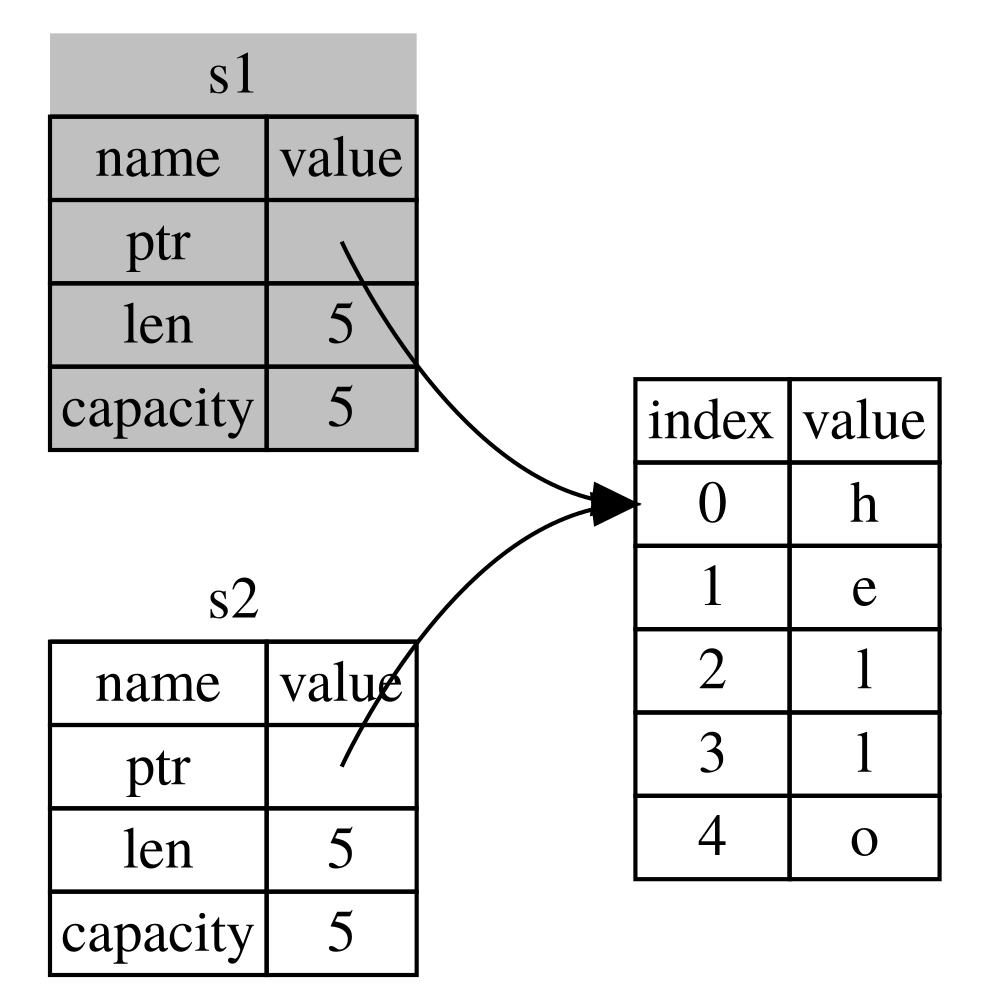 s1
name value
ptr
len 5
capacity 5
s2
name value
ptr
len 5
capacity 5
index value
0 h
1 e
2 l
3 l
4 o